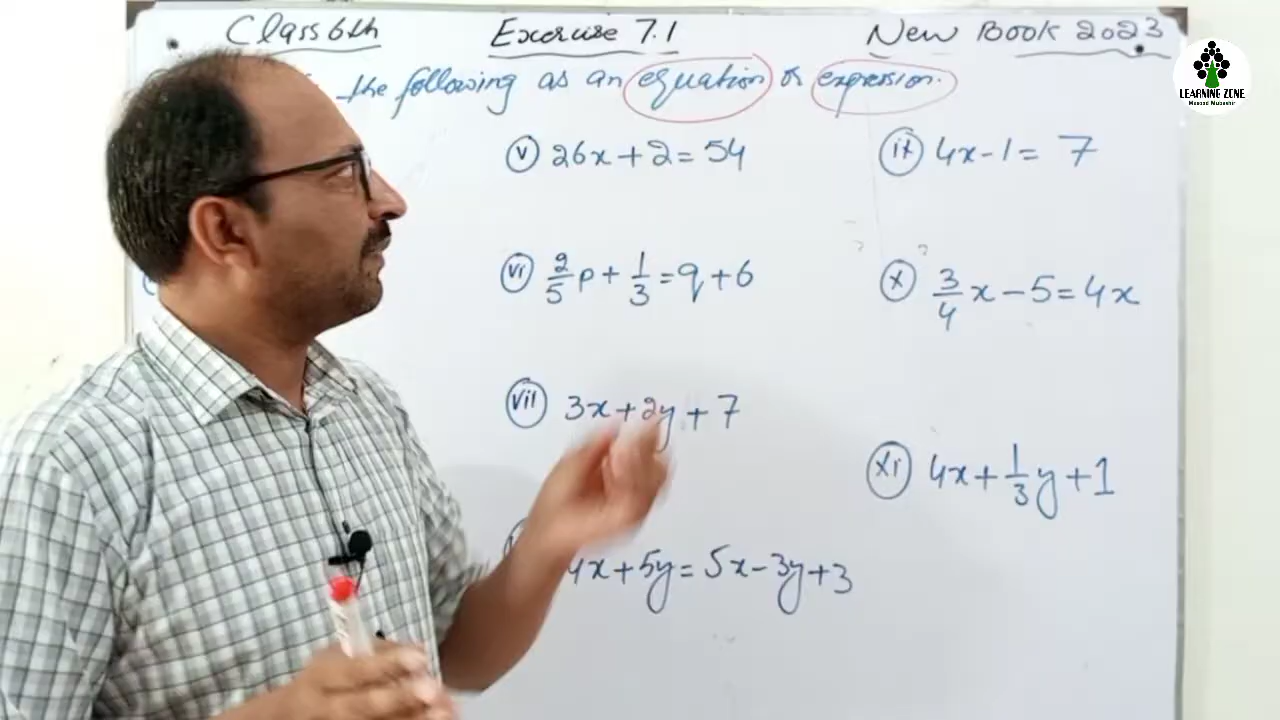 Class 6th Exercise 7.1 New Book 2023
the following as an equation or expression.
v 26x + 2 = 54
vi 2/5 p + 1/3 = q + 6
vii 3x + 2y + 7
4x + 5y = 5x - 3y + 3
ix 4x - 1 = 7
x 3/4 x - 5 = 4x
xi 4x + 1/3 y + 1
LEARNING ZONE
Masood Mubashir